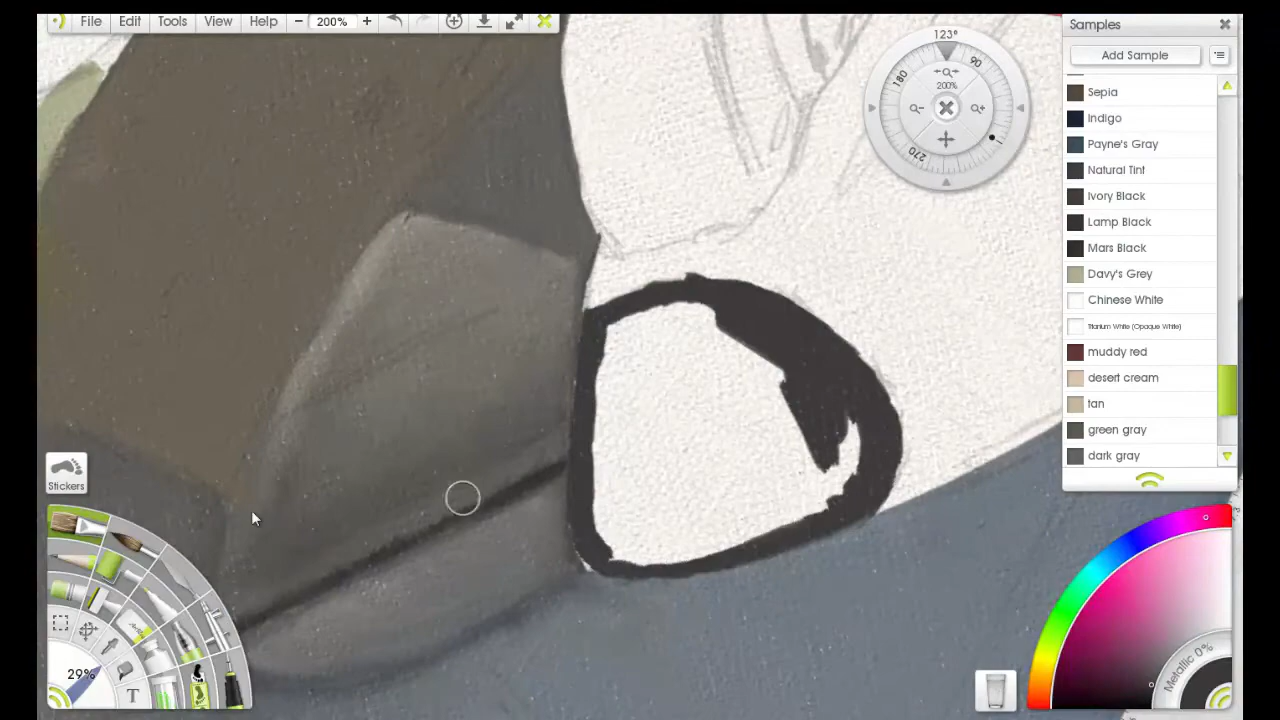 File Edit Tools View Help − 200% +
Samples
Add Sample
Sepia
Indigo
Payne's Gray
Natural Tint
Ivory Black
Lamp Black
Mars Black
Davy's Grey
Chinese White
Titanium White (Opaque White)
muddy red
desert cream
tan
green gray
dark gray
123°
180
90
200%
270
Stickers
29%
T
Metallic 0%